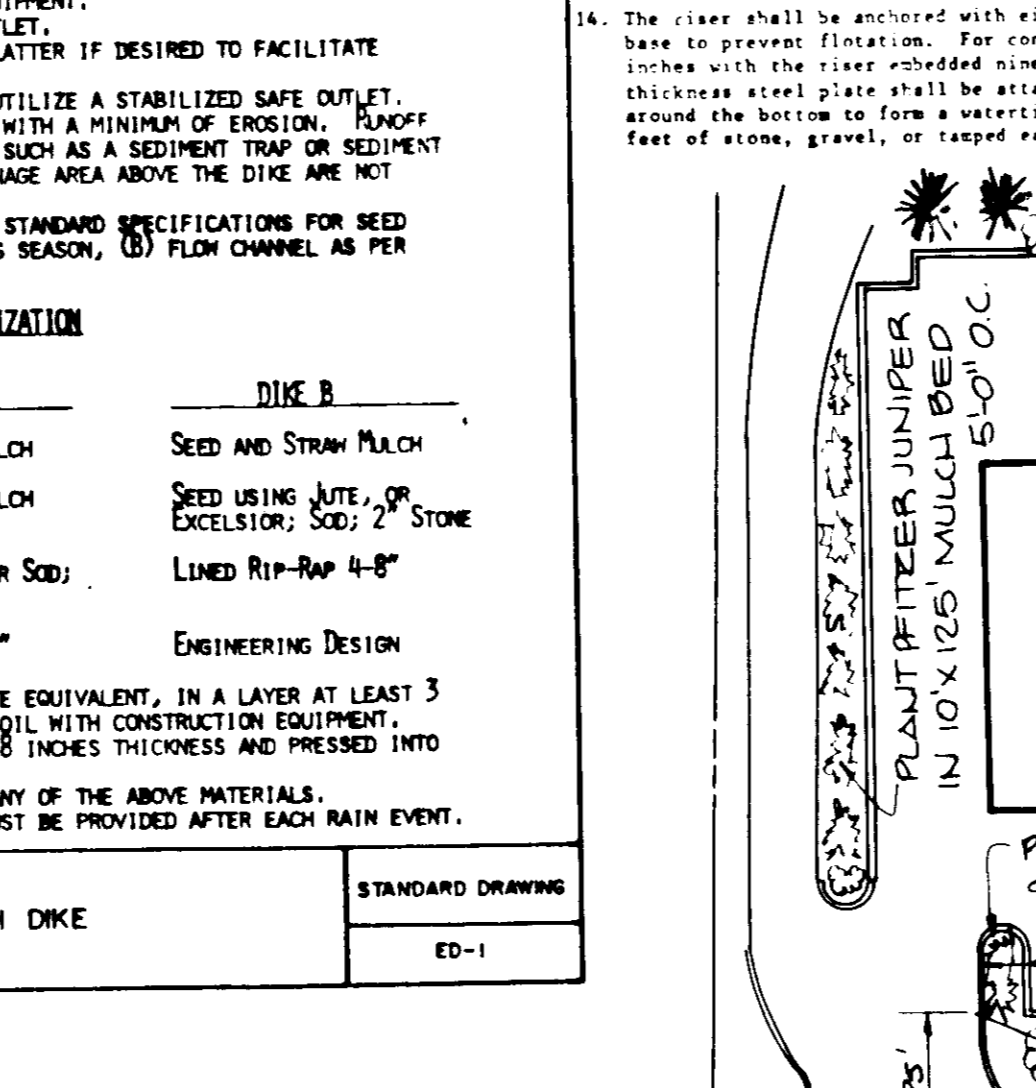 LET.
ATTER IF DESIRED TO FACILITATE
UTILIZE A STABILIZED SAFE OUTLET.
WITH A MINIMUM OF EROSION. RUNOFF
SUCH AS A SEDIMENT TRAP OR SEDIMENT
NAGE AREA ABOVE THE DIKE ARE NOT
STANDARD SPECIFICATIONS FOR SEED
S SEASON, (B) FLOW CHANNEL AS PER
IZATION
DIKE B
LCH SEED AND STRAW MULCH
LCH SEED USING JUTE, OR
EXCELSIOR; SOD; 2" STONE
R SOD; LINED RIP-RAP 4-8"
" ENGINEERING DESIGN
E EQUIVALENT, IN A LAYER AT LEAST 3
OIL WITH CONSTRUCTION EQUIPMENT.
8 INCHES THICKNESS AND PRESSED INTO
NY OF THE ABOVE MATERIALS.
UST BE PROVIDED AFTER EACH RAIN EVENT.
DIKE
STANDARD DRAWING
ED-1
14. The riser shall be anchored with ei
base to prevent flotation. For con
inches with the riser embedded nine
thickness steel plate shall be atta
around the bottom to form a waterti
feet of stone, gravel, or tamped ea
PLANT PFITZER JUNIPER
IN 10' X 125' MULCH BED
5'-0" O.C.